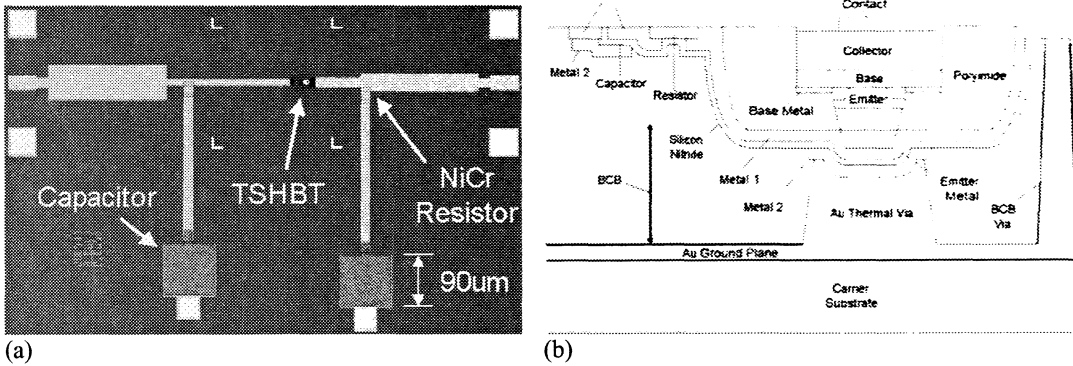 Capacitor
TSHBT
NiCr
Resistor
90um
(a)
Contact
Collector
Base
Emitter
Polyimide
Metal 2
Capacitor
Resistor
Base Metal
Silicon
Nitride
BCB
Metal 1
Metal 2
Emitter
Metal
Au Thermal Via
BCB
Via
Au Ground Plane
Carrier
Substrate
(b)